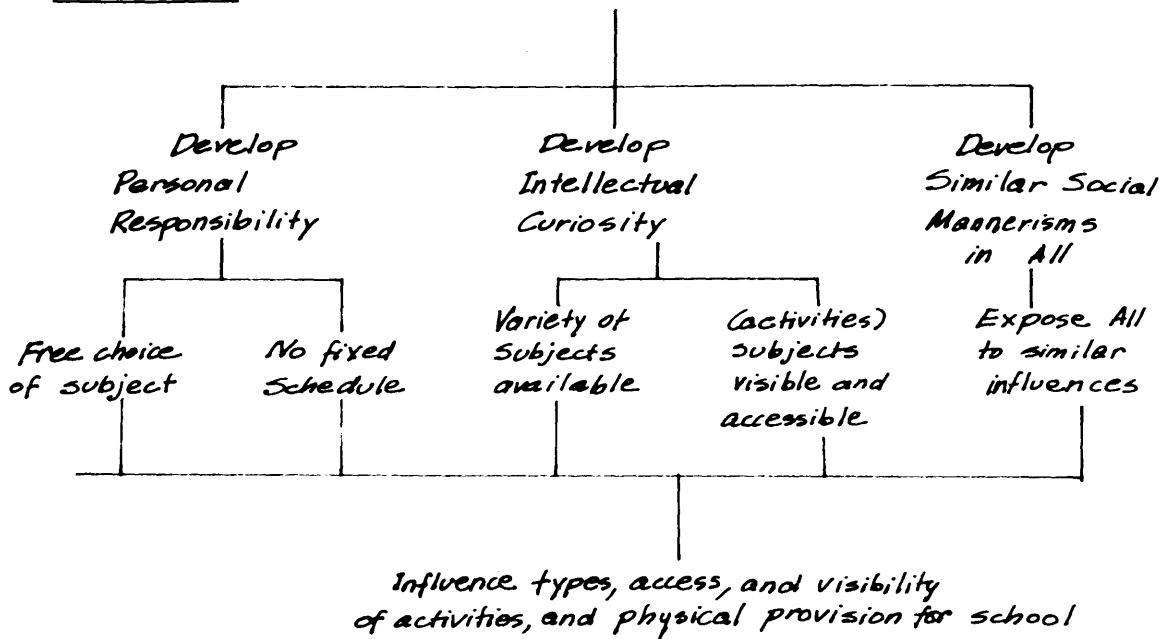 Develop
Personal
Responsibility
Develop
Intellectual
Curiosity
Develop
Similar Social
Mannerisms
in All
Free choice
of subject
No fixed
Schedule
Variety of
Subjects
available
(activities)
subjects
visible and
accessible
Expose All
to similar
influences
Influence types, access, and visibility
of activities, and physical provision for school